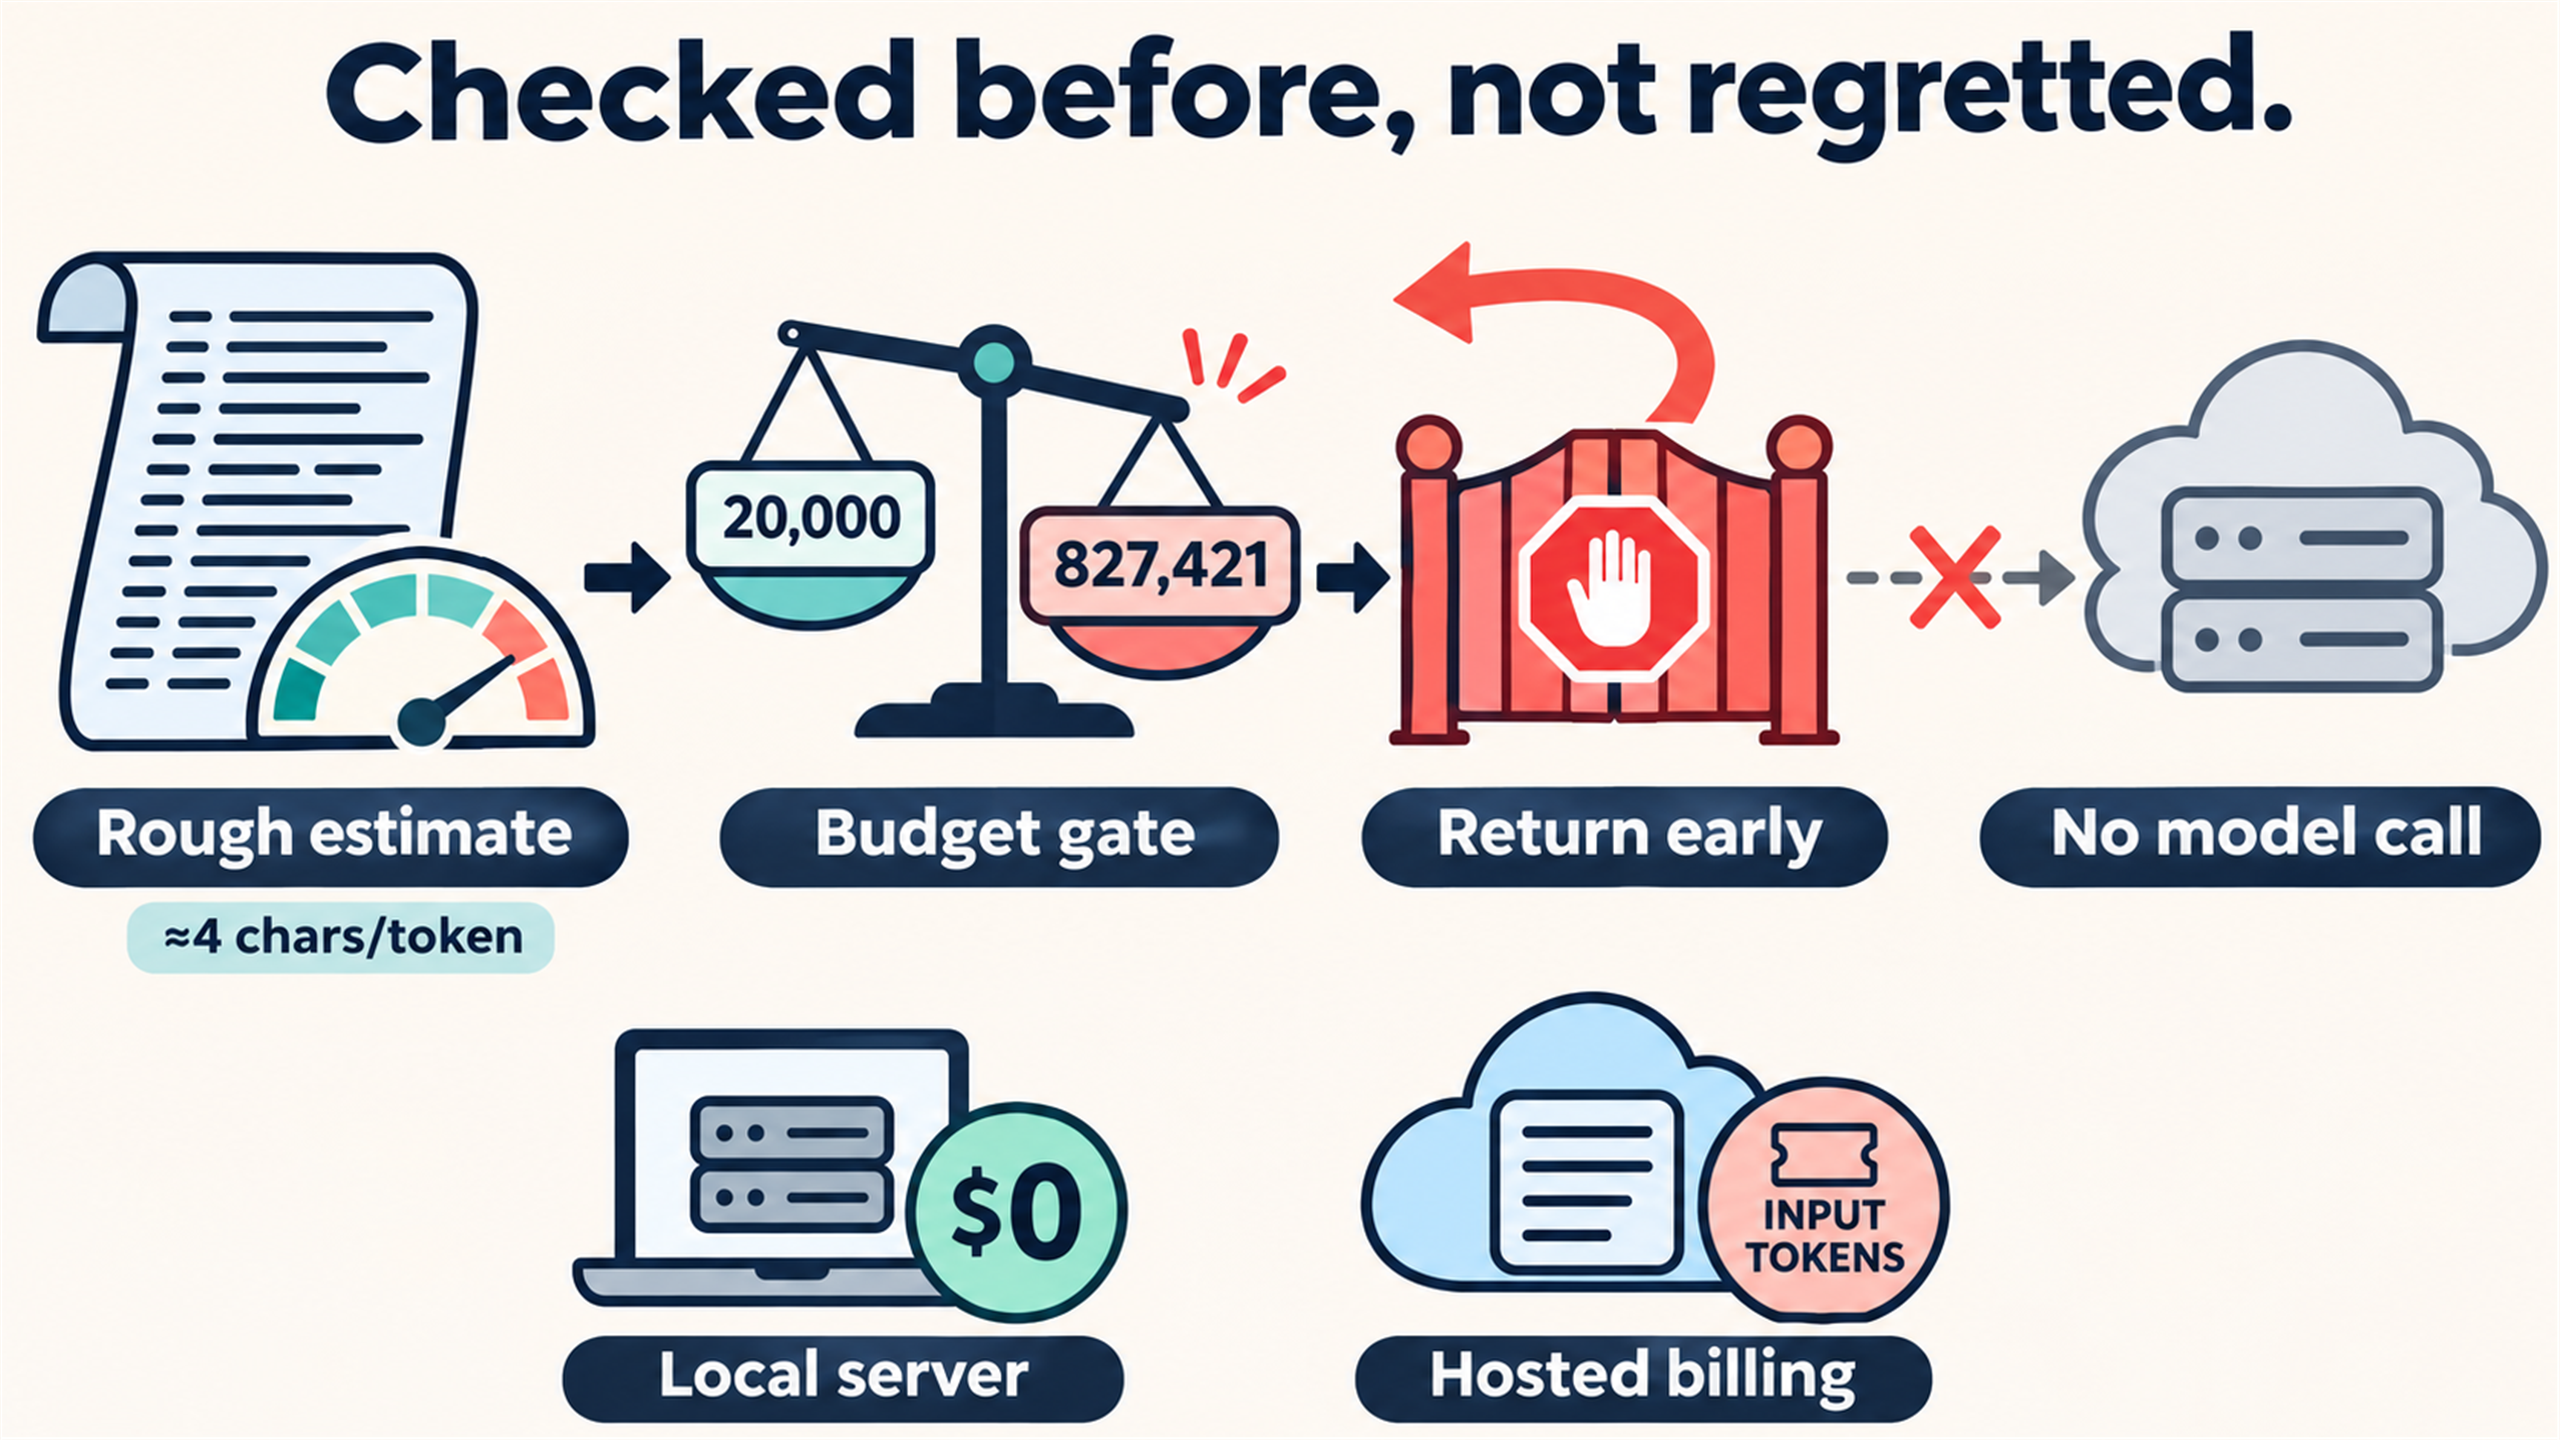 Checked before, not regretted.
20,000
827,421
Rough estimate
Budget gate
Return early
No model call
≈4 chars/token
$0
INPUT
TOKENS
Local server
Hosted billing